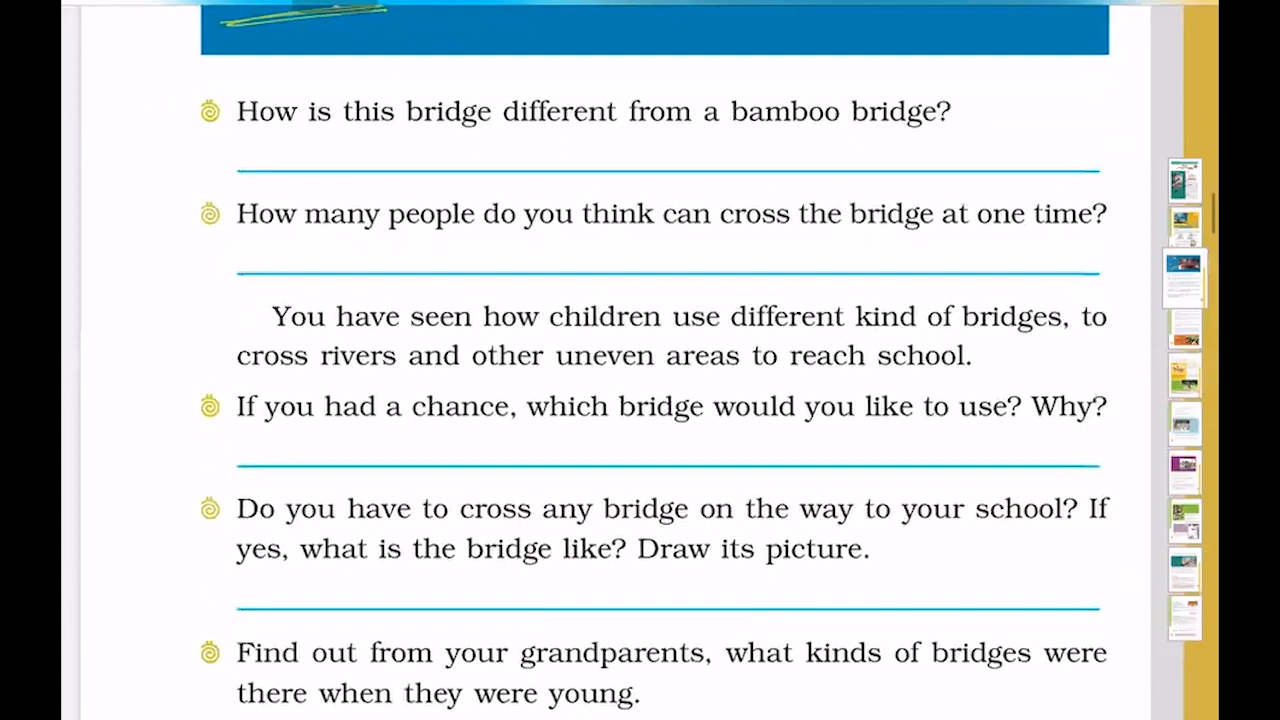 How is this bridge different from a bamboo bridge?
How many people do you think can cross the bridge at one time?
You have seen how children use different kind of bridges, to
cross rivers and other uneven areas to reach school.
If you had a chance, which bridge would you like to use? Why?
Do you have to cross any bridge on the way to your school? If
yes, what is the bridge like? Draw its picture.
Find out from your grandparents, what kinds of bridges were
there when they were young.